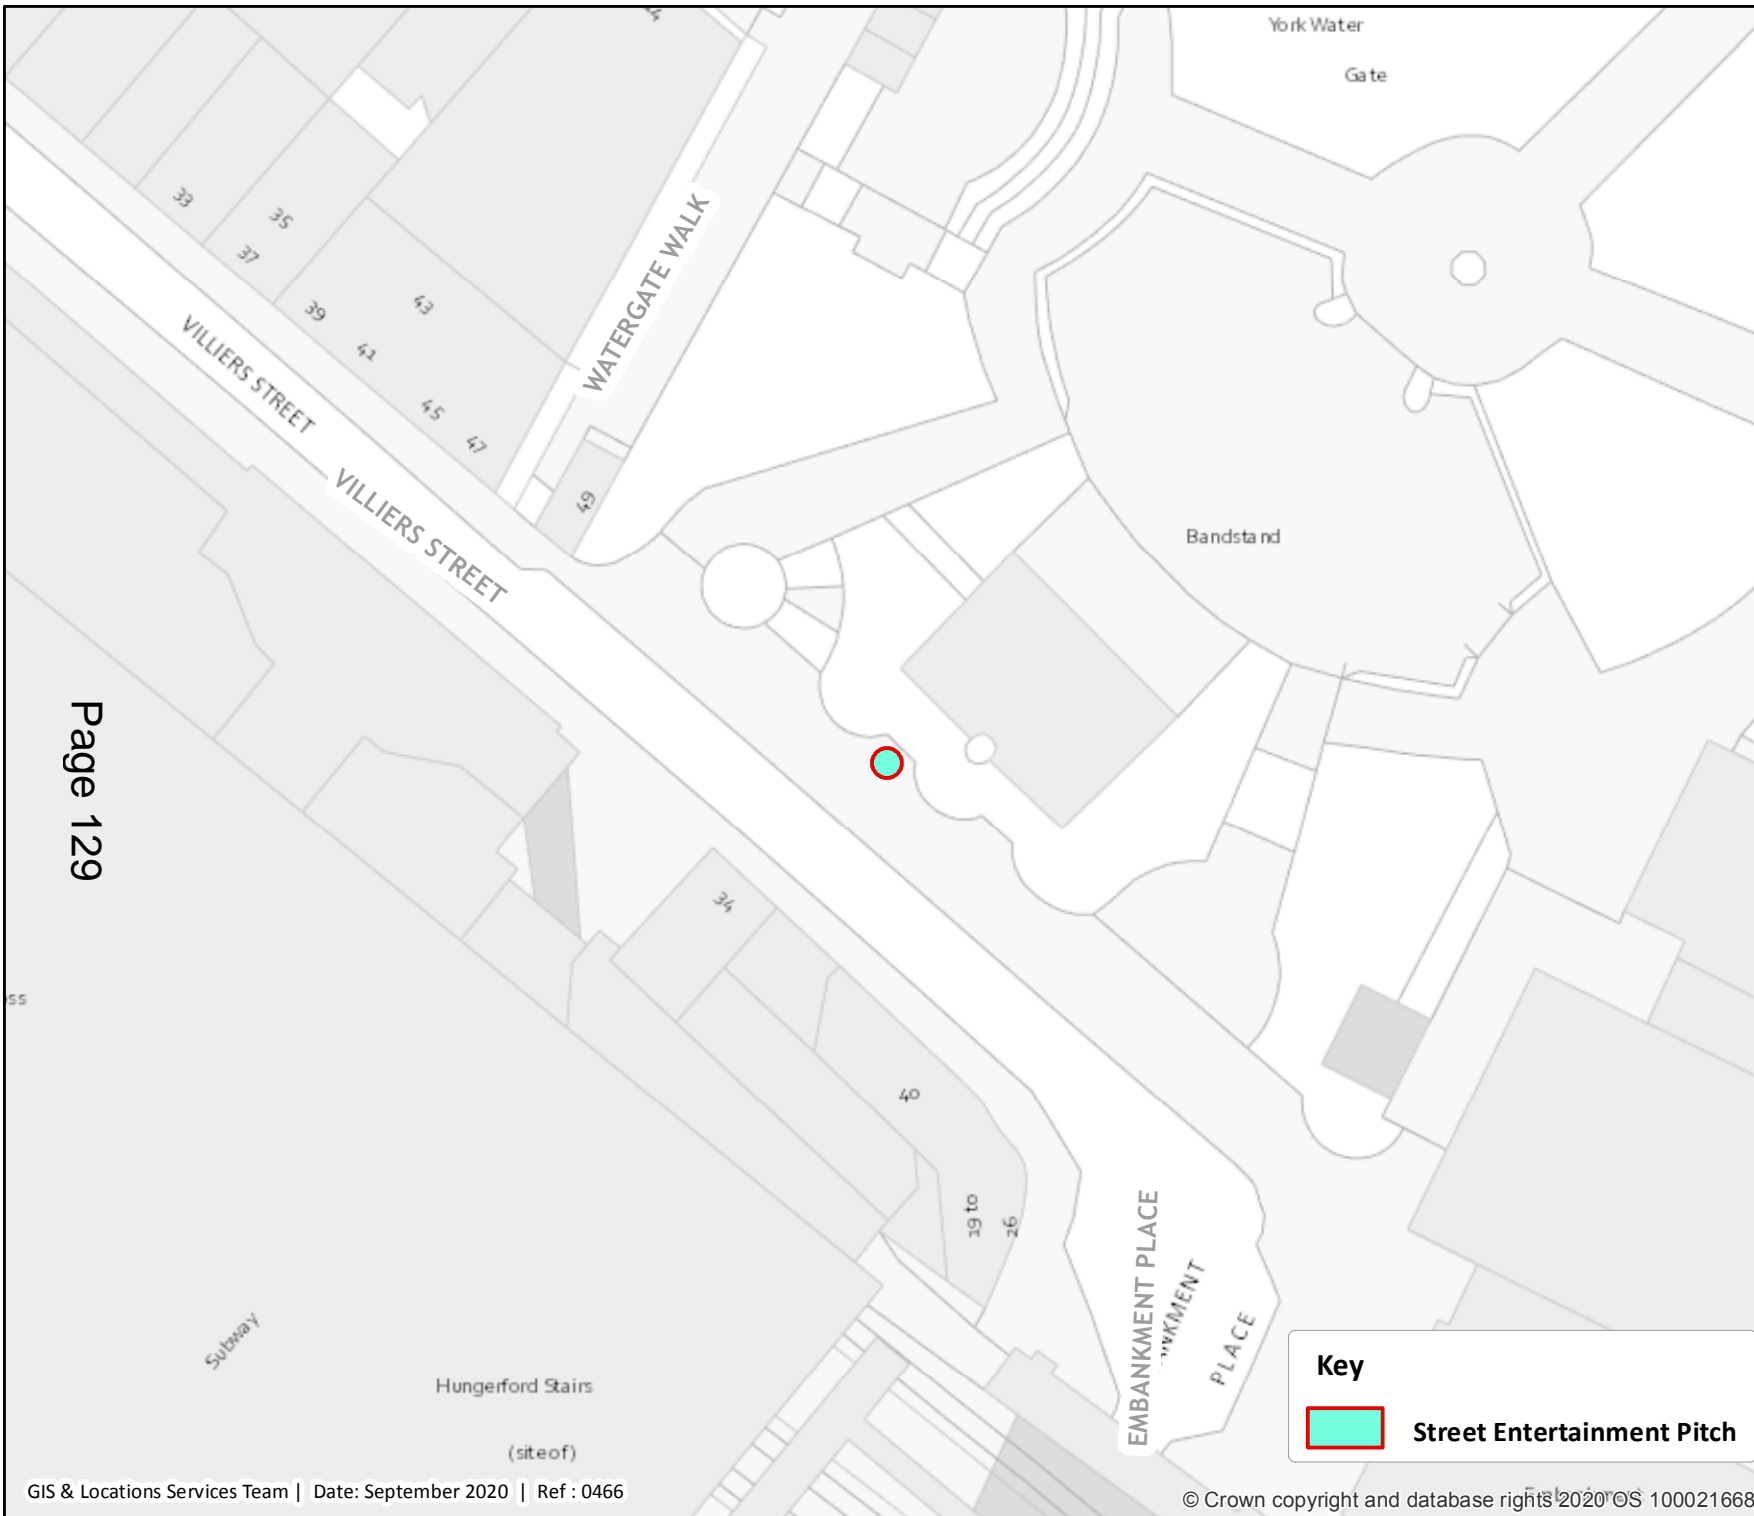 York Water
Gate
33
35
37
39
43
41
45
47
49
WATERGATE WALK
VILLIERS STREET
VILLIERS STREET
Bandstand
Page 129
34
40
19 to
26
EMBANKMENT PLACE
PLACE
Subway
Hungerford Stairs
(site of)
Key
Street Entertainment Pitch
GIS & Locations Services Team | Date: September 2020 | Ref : 0466
© Crown copyright and database rights 2020 OS 100021668